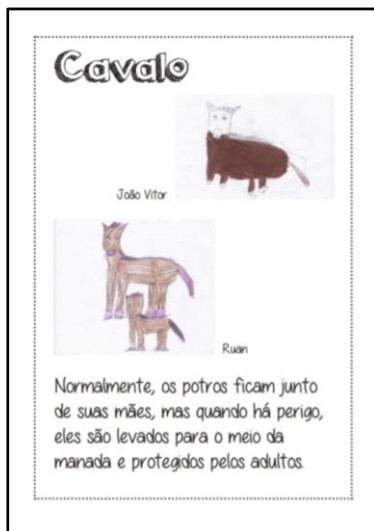 Cavalo
João Vitor
Ruan
Normalmente, os potros ficam junto
de suas mães, mas quando há perigo,
eles são levados para o meio da
manada e protegidos pelos adultos.